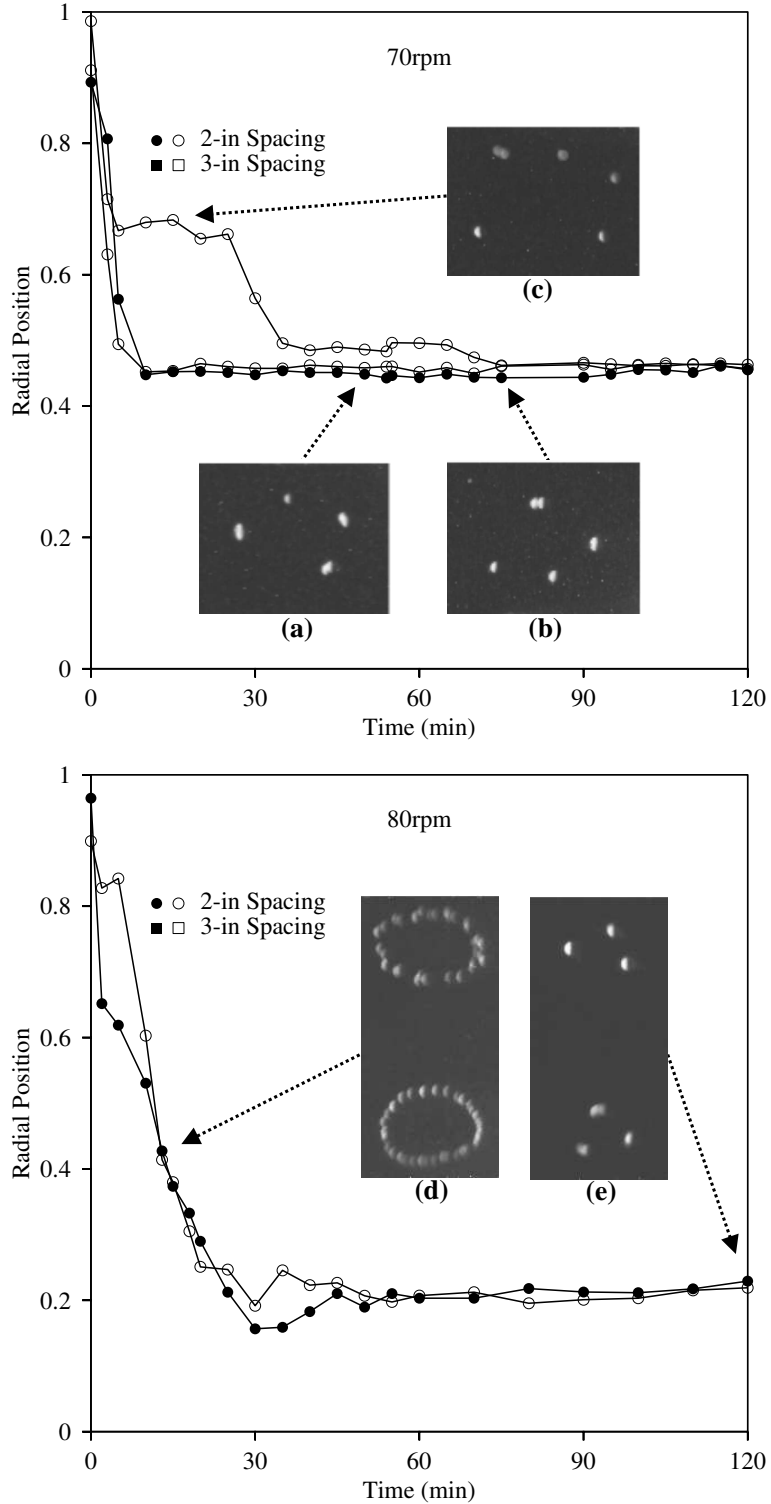 1
70rpm
0.8
● ○ 2-in Spacing
■ □ 3-in Spacing
0.6
(c)
Radial Position
0.4
0.2
(a)
(b)
0
0
30
60
90
120
Time (min)
1
80rpm
0.8
● ○ 2-in Spacing
■ □ 3-in Spacing
0.6
Radial Position
0.4
(d)
(e)
0.2
0
0
30
60
90
120
Time (min)